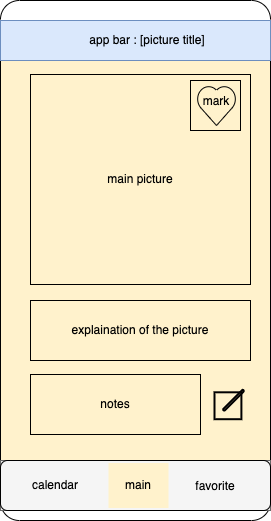 app bar : [picture title]
mark
main picture
explaination of the picture
notes
calendar
main
favorite